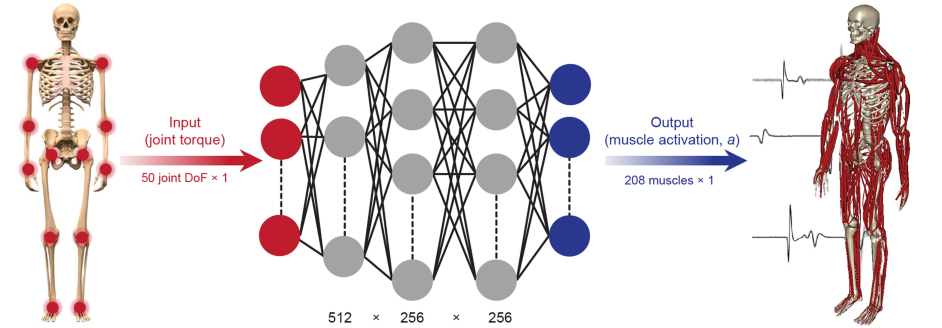 Input
(joint torque)
50 joint DoF × 1
Output
(muscle activation, a)
208 muscles × 1
512 × 256 × 256